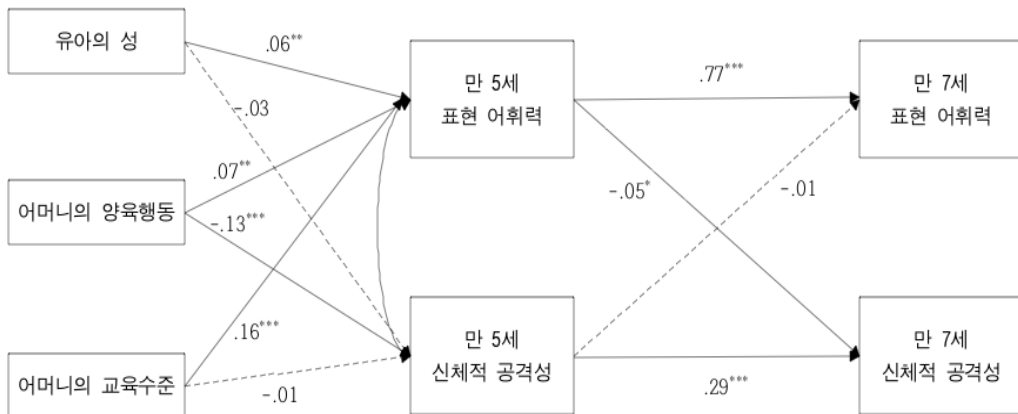 유아의 성
.06**
만 5세
표현 어휘력
.77***
만 7세
표현 어휘력
-.03
.07**
-.01
-.05*
어머니의 양육행동
-.13***
.16***
만 5세
신체적 공격성
만 7세
신체적 공격성
어머니의 교육수준
-.01
.29***